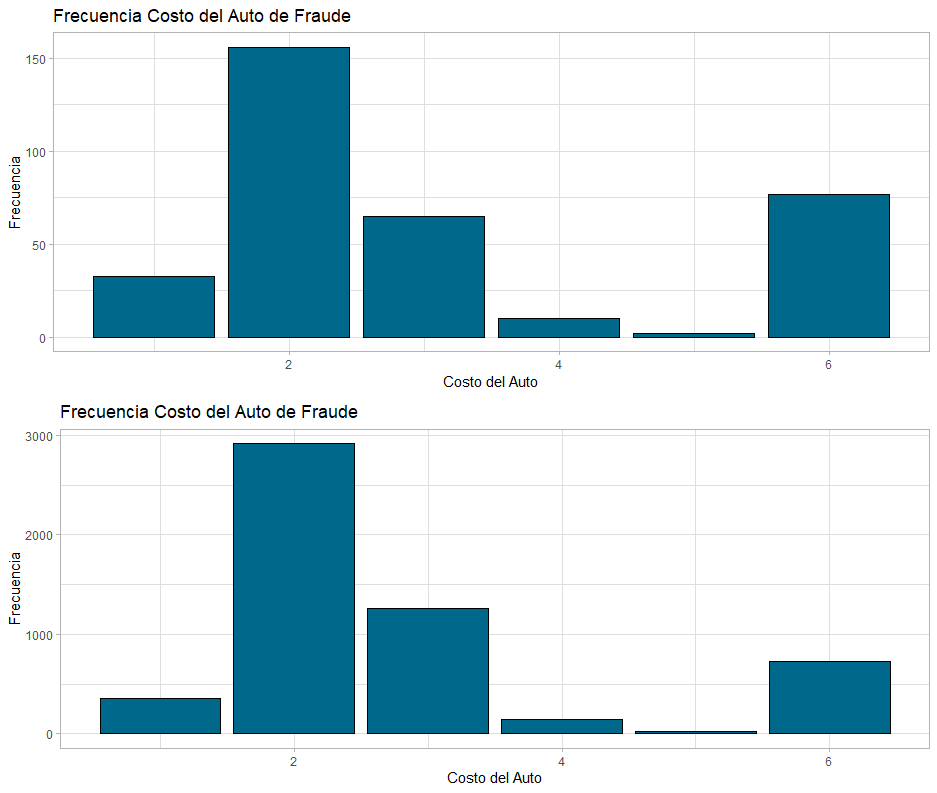 Frecuencia Costo del Auto de Fraude
150
100
50
0
Frecuencia
2 4 6
Costo del Auto
Frecuencia Costo del Auto de Fraude
3000
2000
1000
0
Frecuencia
2 4 6
Costo del Auto